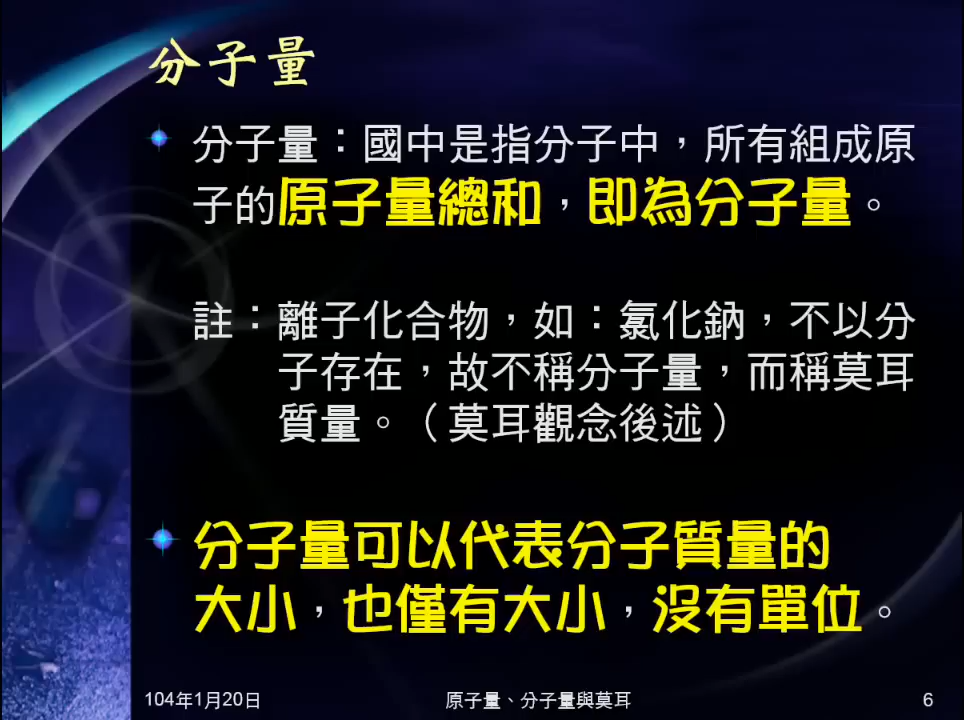 分子量
分子量：國中是指分子中，所有組成原
子的原子量總和，即為分子量。
註：離子化合物，如：氯化鈉，不以分
子存在，故不稱分子量，而稱莫耳
質量。（莫耳觀念後述）
分子量可以代表分子質量的
大小，也僅有大小，沒有單位。
104年1月20日
原子量、分子量與莫耳
6